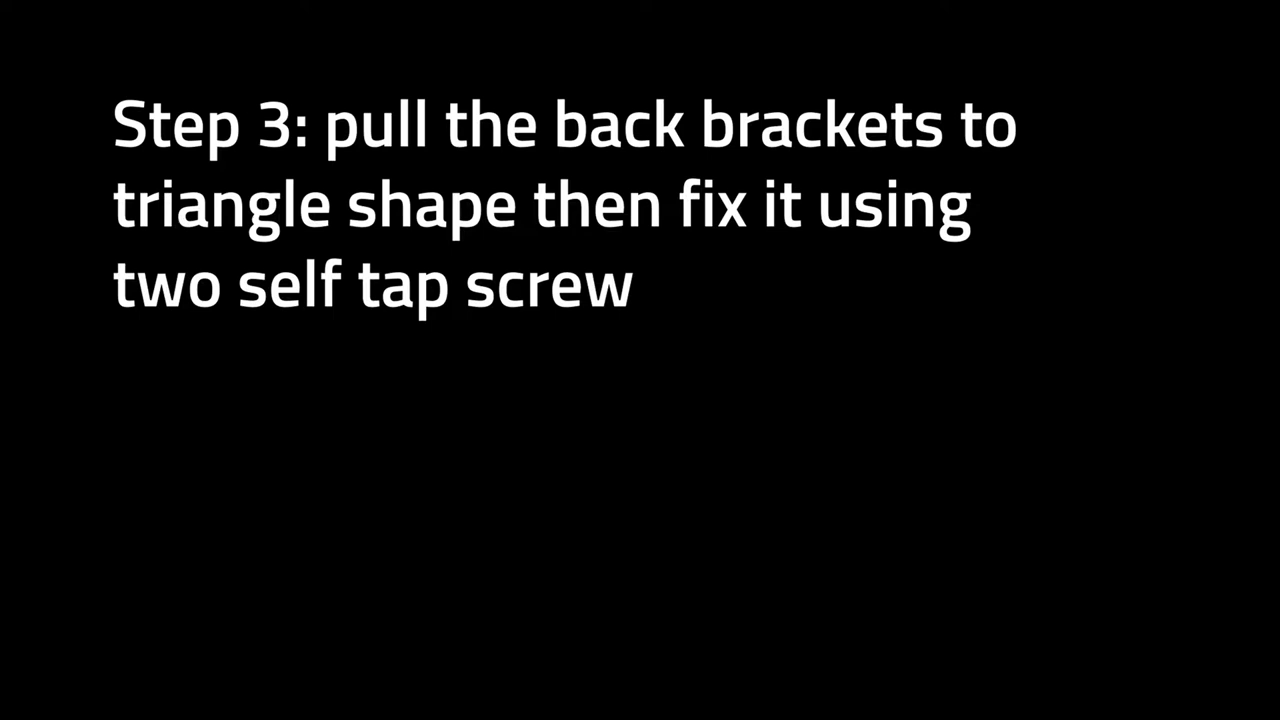 Step 3: pull the back brackets to
triangle shape then fix it using
two self tap screw